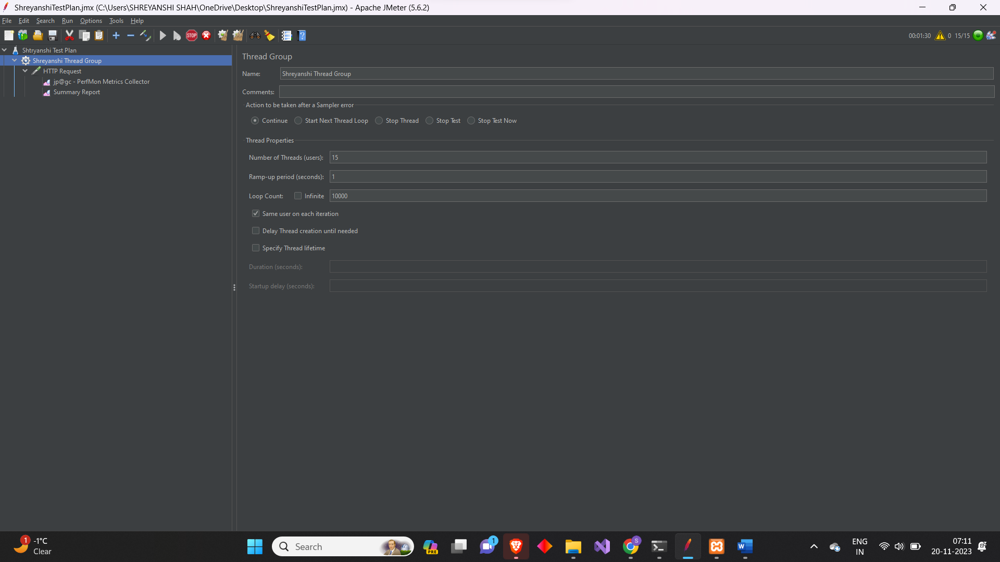 ShreyanshiTestPlan.jmx (C:\Users\SHREYANSHI SHAH\OneDrive\Desktop\ShreyanshiTestPlan.jmx) - Apache JMeter (5.6.2)
File Edit Search Run Options Tools Help
STOP
00:01:30 0 15/15
Shtryanshi Test Plan
Shreyanshi Thread Group
HTTP Request
jp@gc - PerfMon Metrics Collector
Summary Report
Thread Group
Name: Shreyanshi Thread Group
Comments:
Action to be taken after a Sampler error
Continue Start Next Thread Loop Stop Thread Stop Test Stop Test Now
Thread Properties
Number of Threads (users): 15
Ramp-up period (seconds): 1
Loop Count: Infinite 10000
Same user on each iteration
Delay Thread creation until needed
Specify Thread lifetime
Duration (seconds):
Startup delay (seconds):
1 -1°C
Clear
Search
PRE
1
S
W
ENG
IN
07:11
20-11-2023